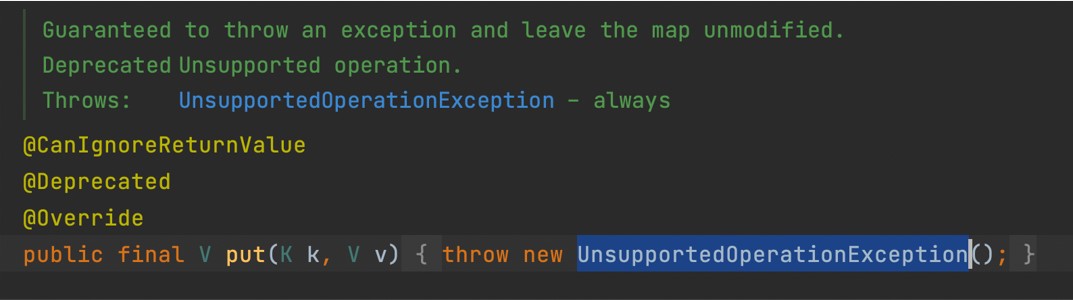 Guaranteed to throw an exception and leave the map unmodified.
Deprecated Unsupported operation.
Throws: UnsupportedOperationException – always
@CanIgnoreReturnValue
@Deprecated
@Override
public final V put(K k, V v) { throw new UnsupportedOperationException(); }